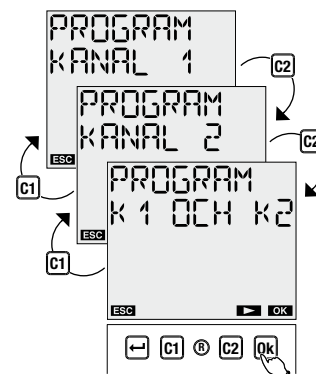 PROGRAM
KANAL 1
C2
PROGRAM
KANAL 2
C2
ESC
PROGRAM
K1 OCH K2
C1
ESC
C1
ESC
OK
C1 ® C2 Ok